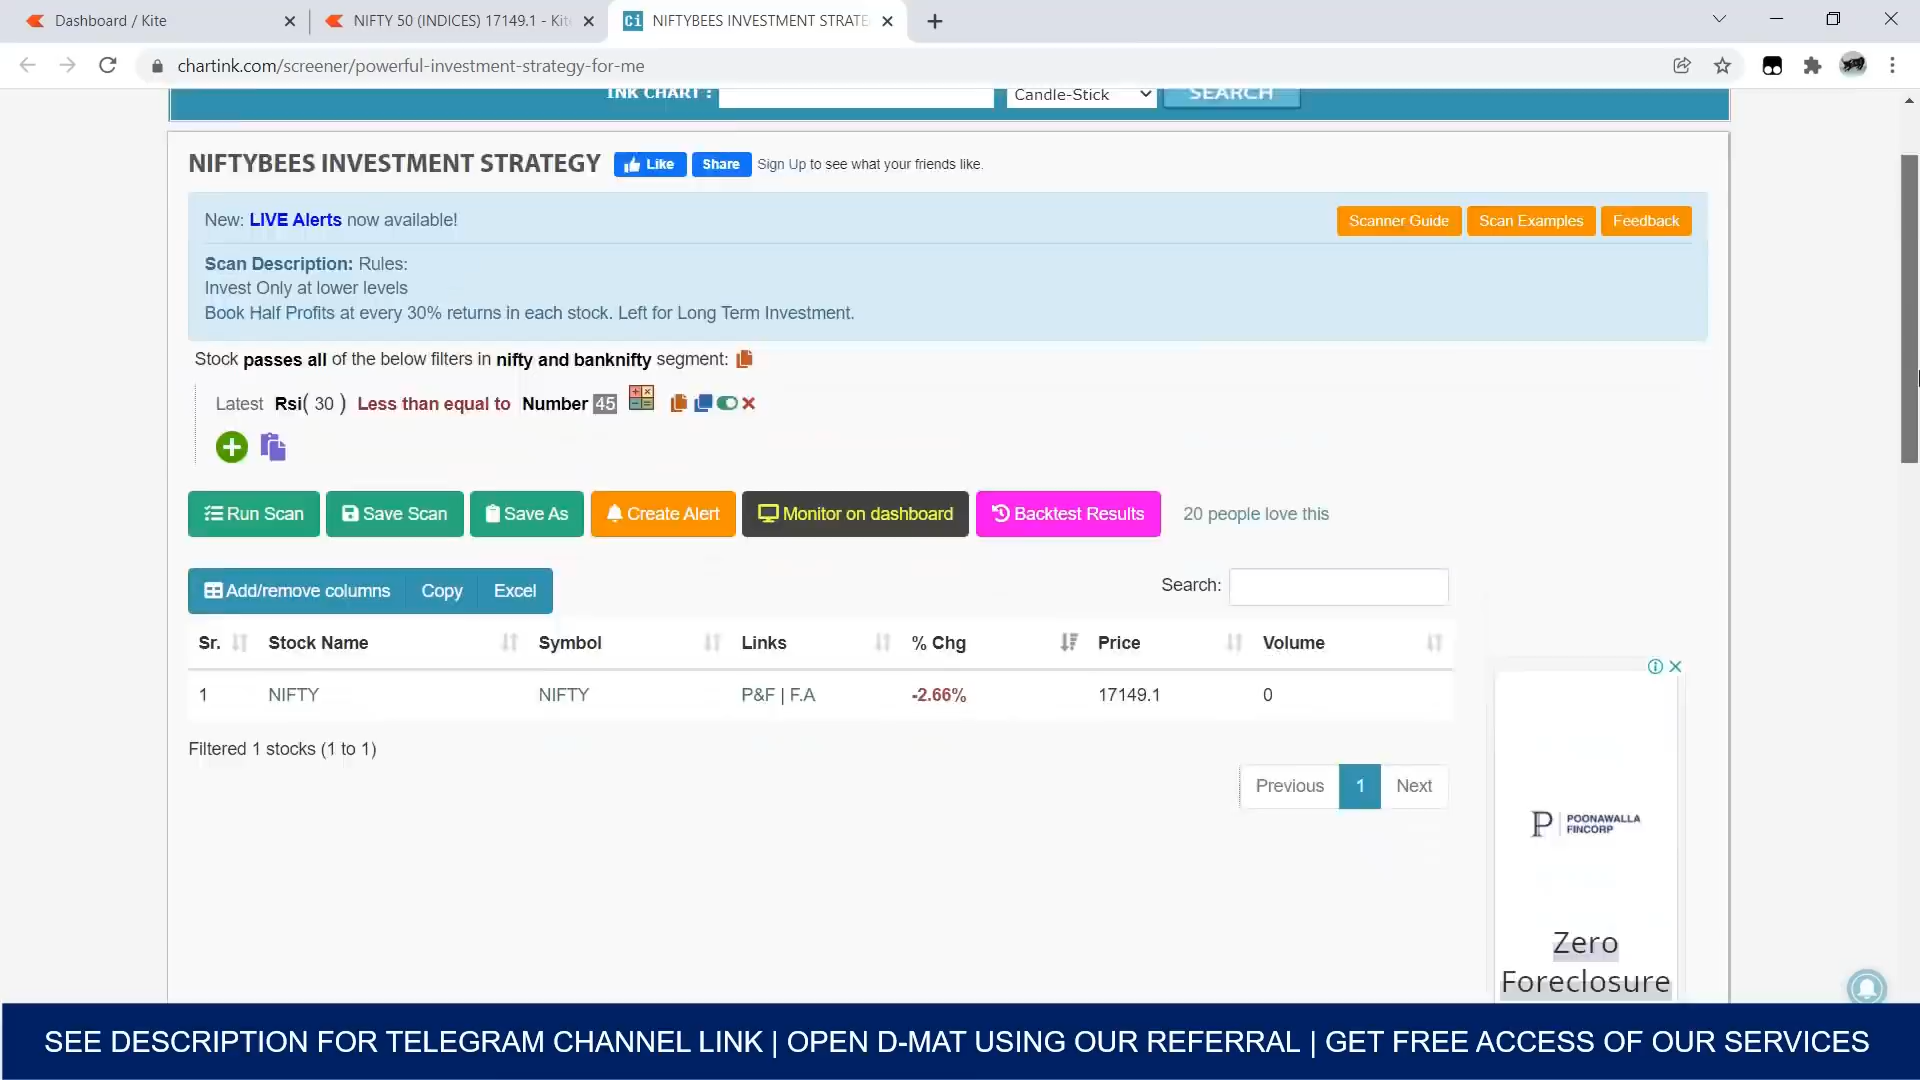 Dashboard / Kite
NIFTY 50 (INDICES) 17149.1 - Kit
Ci NIFTYBEES INVESTMENT STRATE
chartink.com/screener/powerful-investment-strategy-for-me
INK CHART : Candle-Stick SEARCH
NIFTYBEES INVESTMENT STRATEGY Like Share Sign Up to see what your friends like.
New: LIVE Alerts now available! Scanner Guide Scan Examples Feedback
Scan Description: Rules:
Invest Only at lower levels
Book Half Profits at every 30% returns in each stock. Left for Long Term Investment.
Stock passes all of the below filters in nifty and banknifty segment:
Latest Rsi( 30 ) Less than equal to Number 45
Run Scan Save Scan Save As Create Alert Monitor on dashboard Backtest Results 20 people love this
Add/remove columns Copy Excel Search:
Sr. Stock Name Symbol Links % Chg Price Volume
1 NIFTY NIFTY P&F | F.A -2.66% 17149.1 0
Filtered 1 stocks (1 to 1)
Previous 1 Next
P POONAWALLA
FINCORP
Zero
Foreclosure
SEE DESCRIPTION FOR TELEGRAM CHANNEL LINK | OPEN D-MAT USING OUR REFERRAL | GET FREE ACCESS OF OUR SERVICES